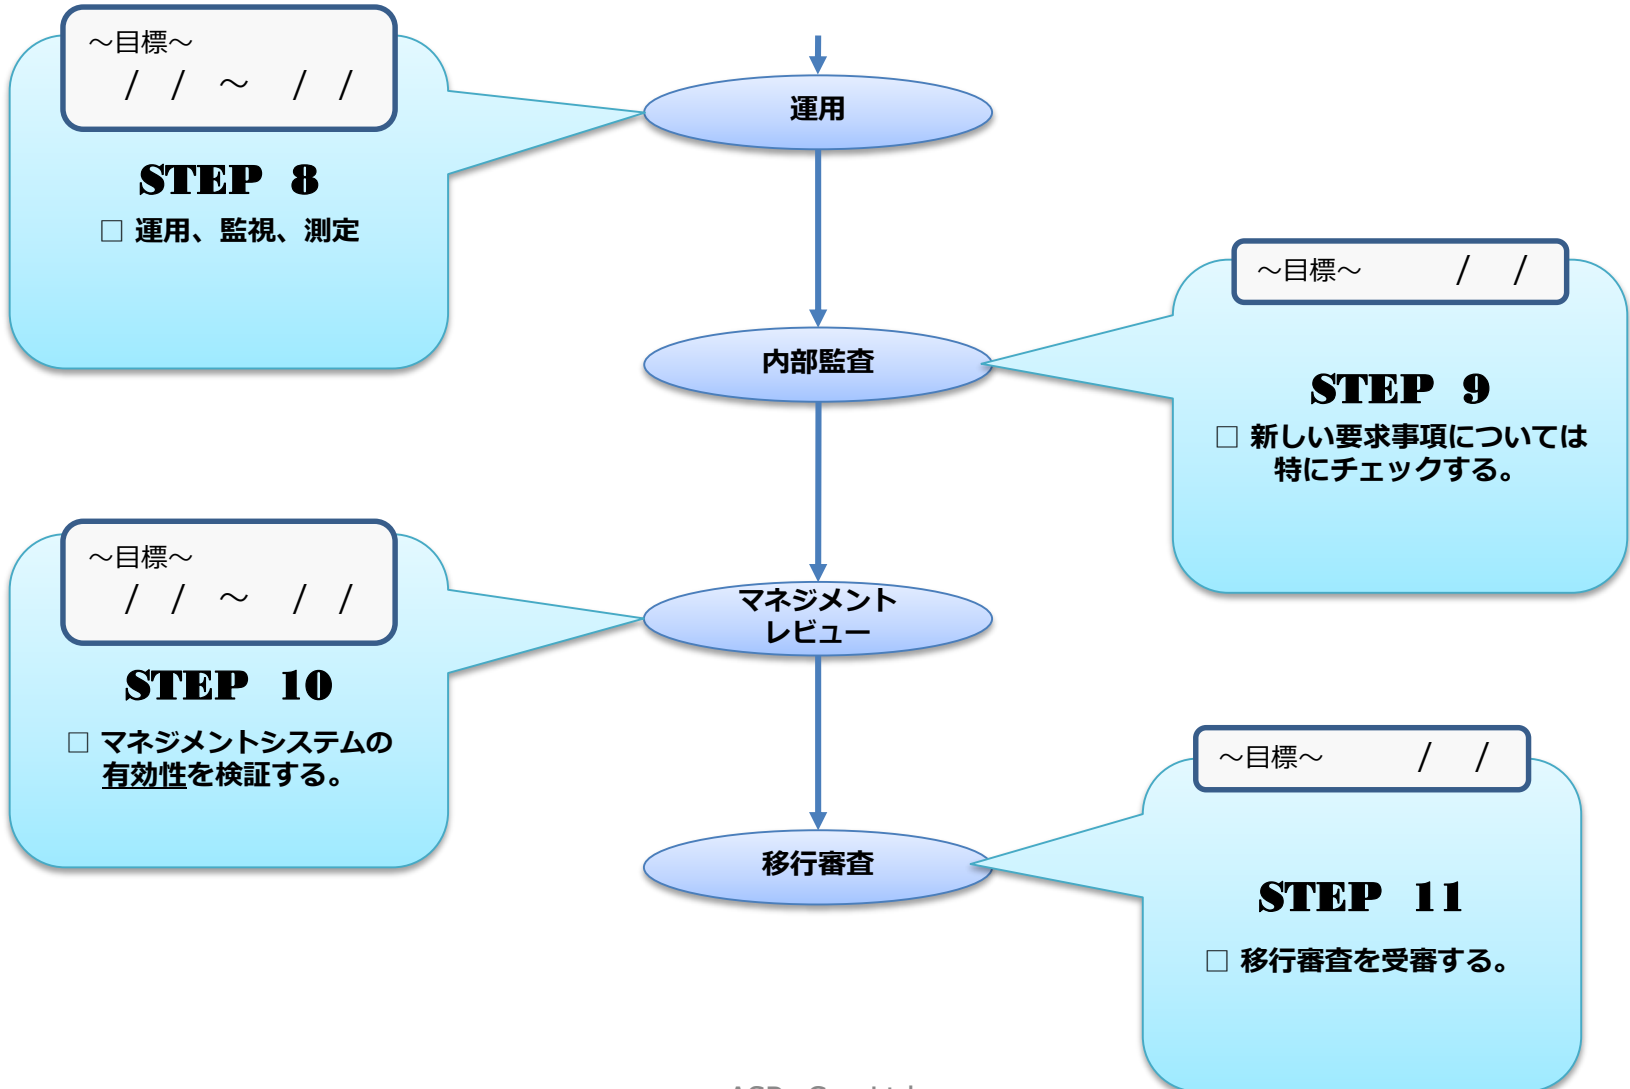 ～目標～
/ / ～ / /
STEP 8
□ 運用、監視、測定
運用
～目標～ / /
STEP 9
□ 新しい要求事項については
特にチェックする。
内部監査
～目標～
/ / ～ / /
STEP 10
□ マネジメントシステムの
有効性を検証する。
マネジメント
レビュー
～目標～ / /
STEP 11
□ 移行審査を受審する。
移行審査